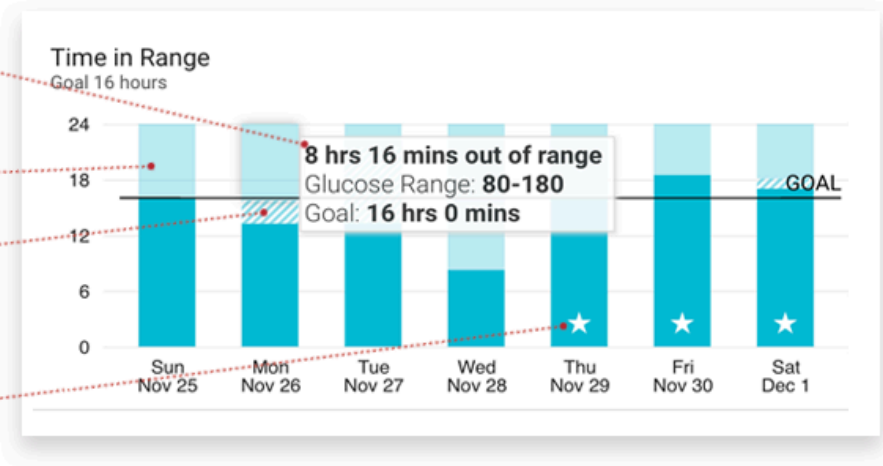 Time in Range
Goal 16 hours
24
18
12
6
0
8 hrs 16 mins out of range
Glucose Range: 80-180
Goal: 16 hrs 0 mins
GOAL
Sun Mon Tue Wed Thu Fri Sat
Nov 25 Nov 26 Nov 27 Nov 28 Nov 29 Nov 30 Dec 1